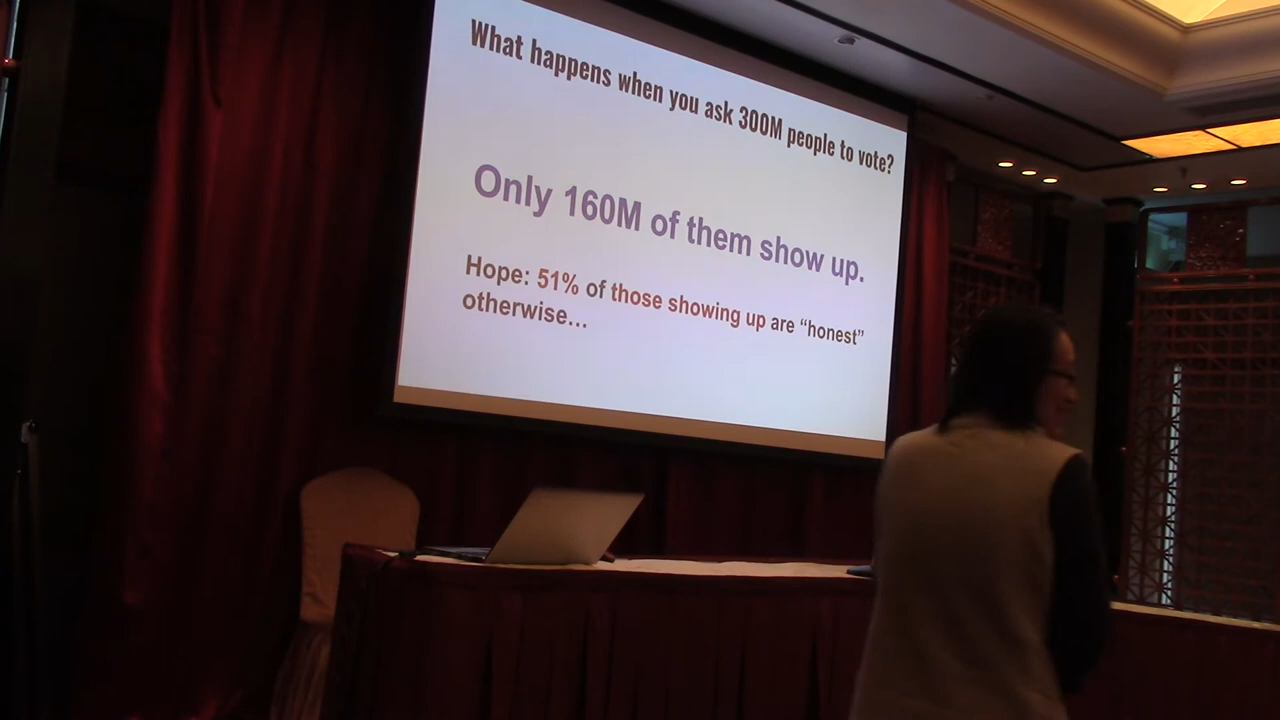 What happens when you ask 300M people to vote?
Only 160M of them show up.
Hope: 51% of those showing up are “honest”
otherwise...